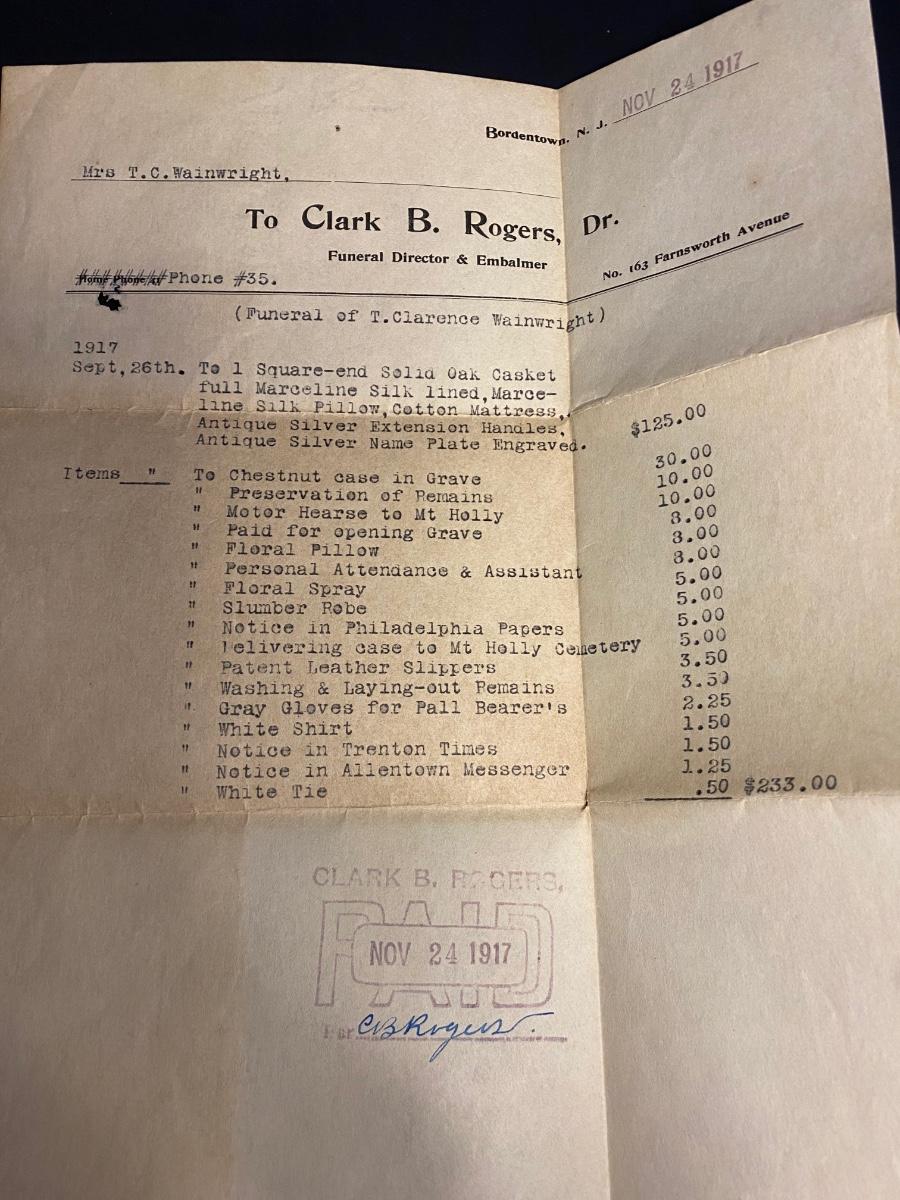 Bordentown, N. J. NOV 24 1917
Mrs T.C.Wainwright,
To Clark B. Rogers, Dr.
Funeral Director & Embalmer No. 163 Farnsworth Avenue
Phone #35.
(Funeral of T.Clarence Wainwright)
1917
Sept,26th. To 1 Square-end Solid Oak Casket
full Marceline Silk lined,Marce-
line Silk Pillow,Cotton Mattress,
Antique Silver Extension Handles,
Antique Silver Name Plate Engraved. $125.00
Items " To Chestnut case in Grave 30.00
" Preservation of Remains 10.00
" Motor Hearse to Mt Holly 10.00
" Paid for opening Grave 8.00
" Floral Pillow 8.00
" Personal Attendance & Assistant 8.00
" Floral Spray 5.00
" Slumber Robe 5.00
" Notice in Philadelphia Papers 5.00
" Delivering case to Mt Holly Cemetery 5.00
" Patent Leather Slippers 3.50
" Washing & Laying-out Remains 3.50
" Gray Gloves for Pall Bearer's 2.25
" White Shirt 1.50
" Notice in Trenton Times 1.50
" Notice in Allentown Messenger 1.25
" White Tie .50 $233.00
CLARK B. ROGERS,
PAID
NOV 24 1917
Per CBRogers.